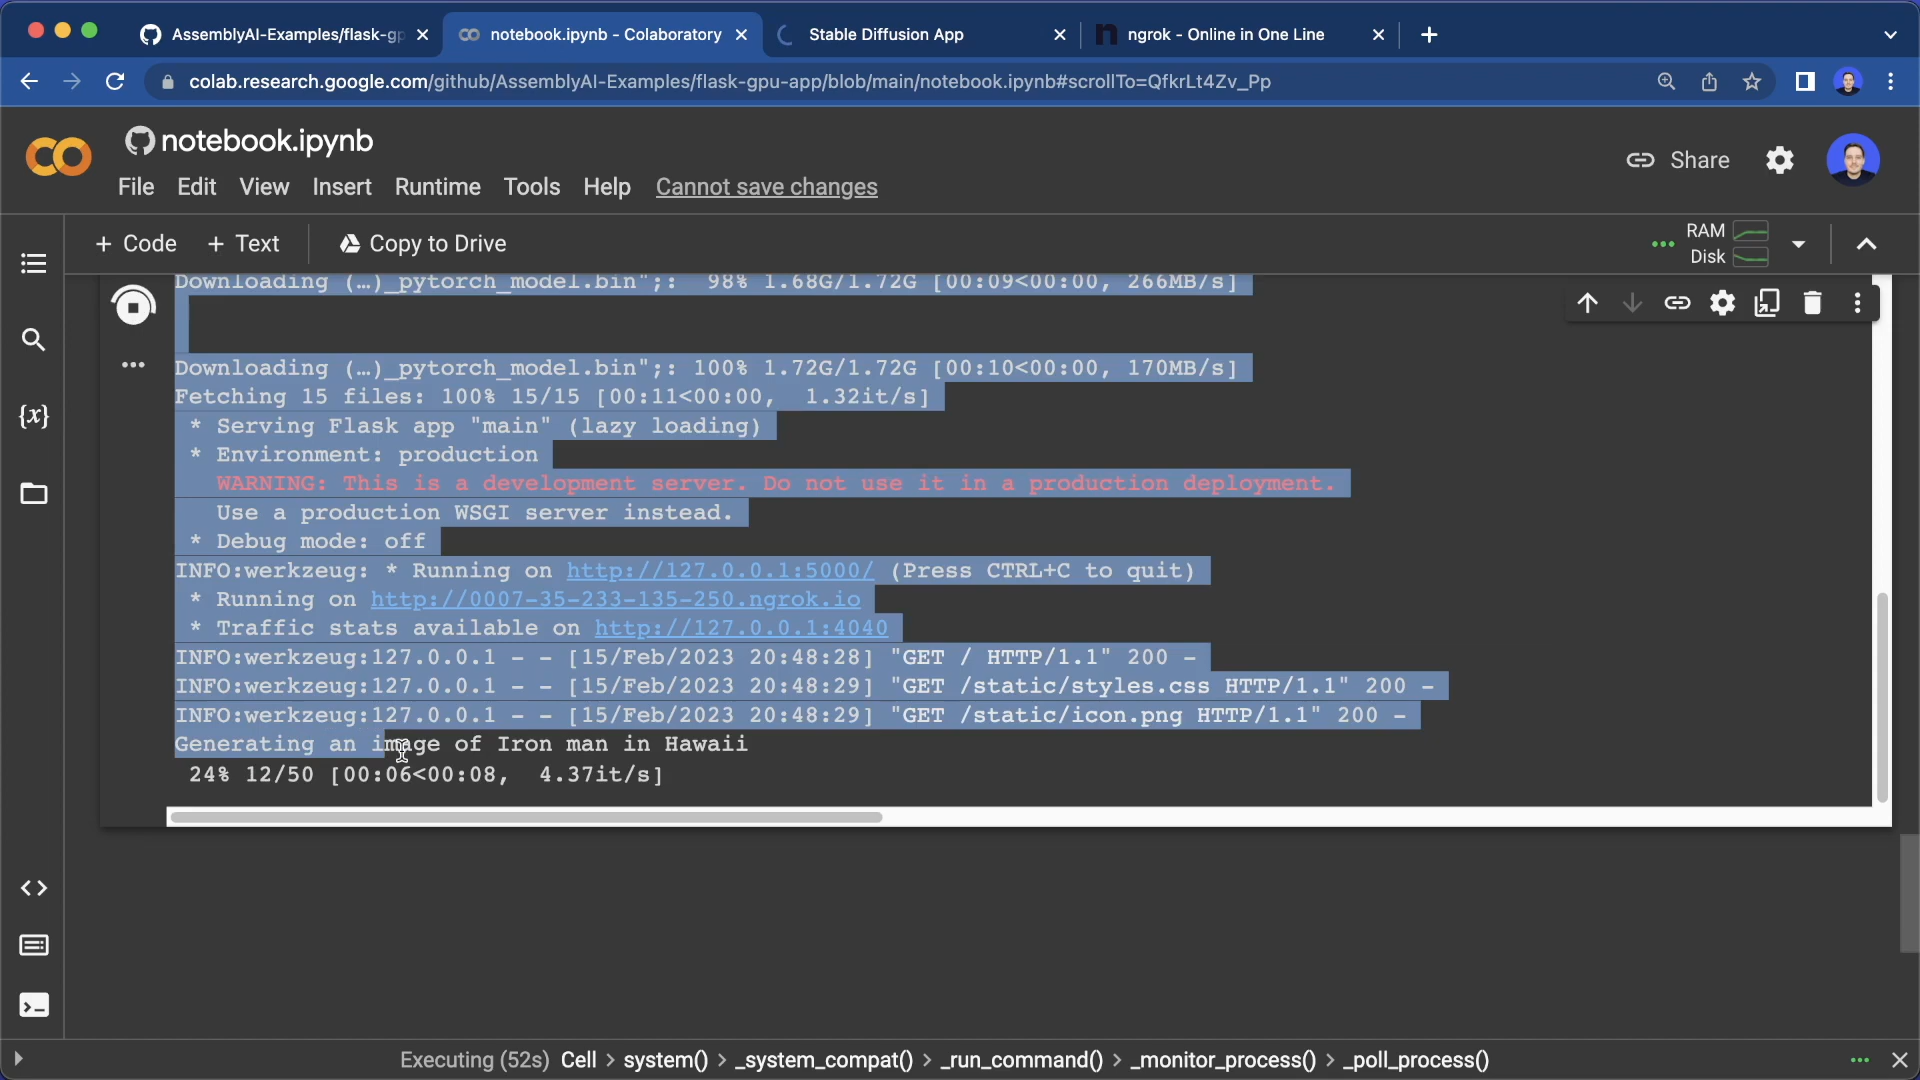 AssemblyAI-Examples/flask-gp
notebook.ipynb - Colaboratory
Stable Diffusion App
ngrok - Online in One Line
colab.research.google.com/github/AssemblyAI-Examples/flask-gpu-app/blob/main/notebook.ipynb#scrollTo=QfkrLt4Zv_Pp
notebook.ipynb
File Edit View Insert Runtime Tools Help Cannot save changes
Share
+ Code + Text Copy to Drive
RAM
Disk
Downloading (…)_pytorch_model.bin";: 98% 1.68G/1.72G [00:09<00:00, 266MB/s]
Downloading (…)_pytorch_model.bin";: 100% 1.72G/1.72G [00:10<00:00, 170MB/s]
Fetching 15 files: 100% 15/15 [00:11<00:00, 1.32it/s]
* Serving Flask app "main" (lazy loading)
* Environment: production
WARNING: This is a development server. Do not use it in a production deployment.
Use a production WSGI server instead.
* Debug mode: off
INFO:werkzeug: * Running on http://127.0.0.1:5000/ (Press CTRL+C to quit)
* Running on http://0007-35-233-135-250.ngrok.io
* Traffic stats available on http://127.0.0.1:4040
INFO:werkzeug:127.0.0.1 - - [15/Feb/2023 20:48:28] "GET / HTTP/1.1" 200 -
INFO:werkzeug:127.0.0.1 - - [15/Feb/2023 20:48:29] "GET /static/styles.css HTTP/1.1" 200 -
INFO:werkzeug:127.0.0.1 - - [15/Feb/2023 20:48:29] "GET /static/icon.png HTTP/1.1" 200 -
Generating an image of Iron man in Hawaii
24% 12/50 [00:06<00:08, 4.37it/s]
Executing (52s) Cell > system() > _system_compat() > _run_command() > _monitor_process() > _poll_process()